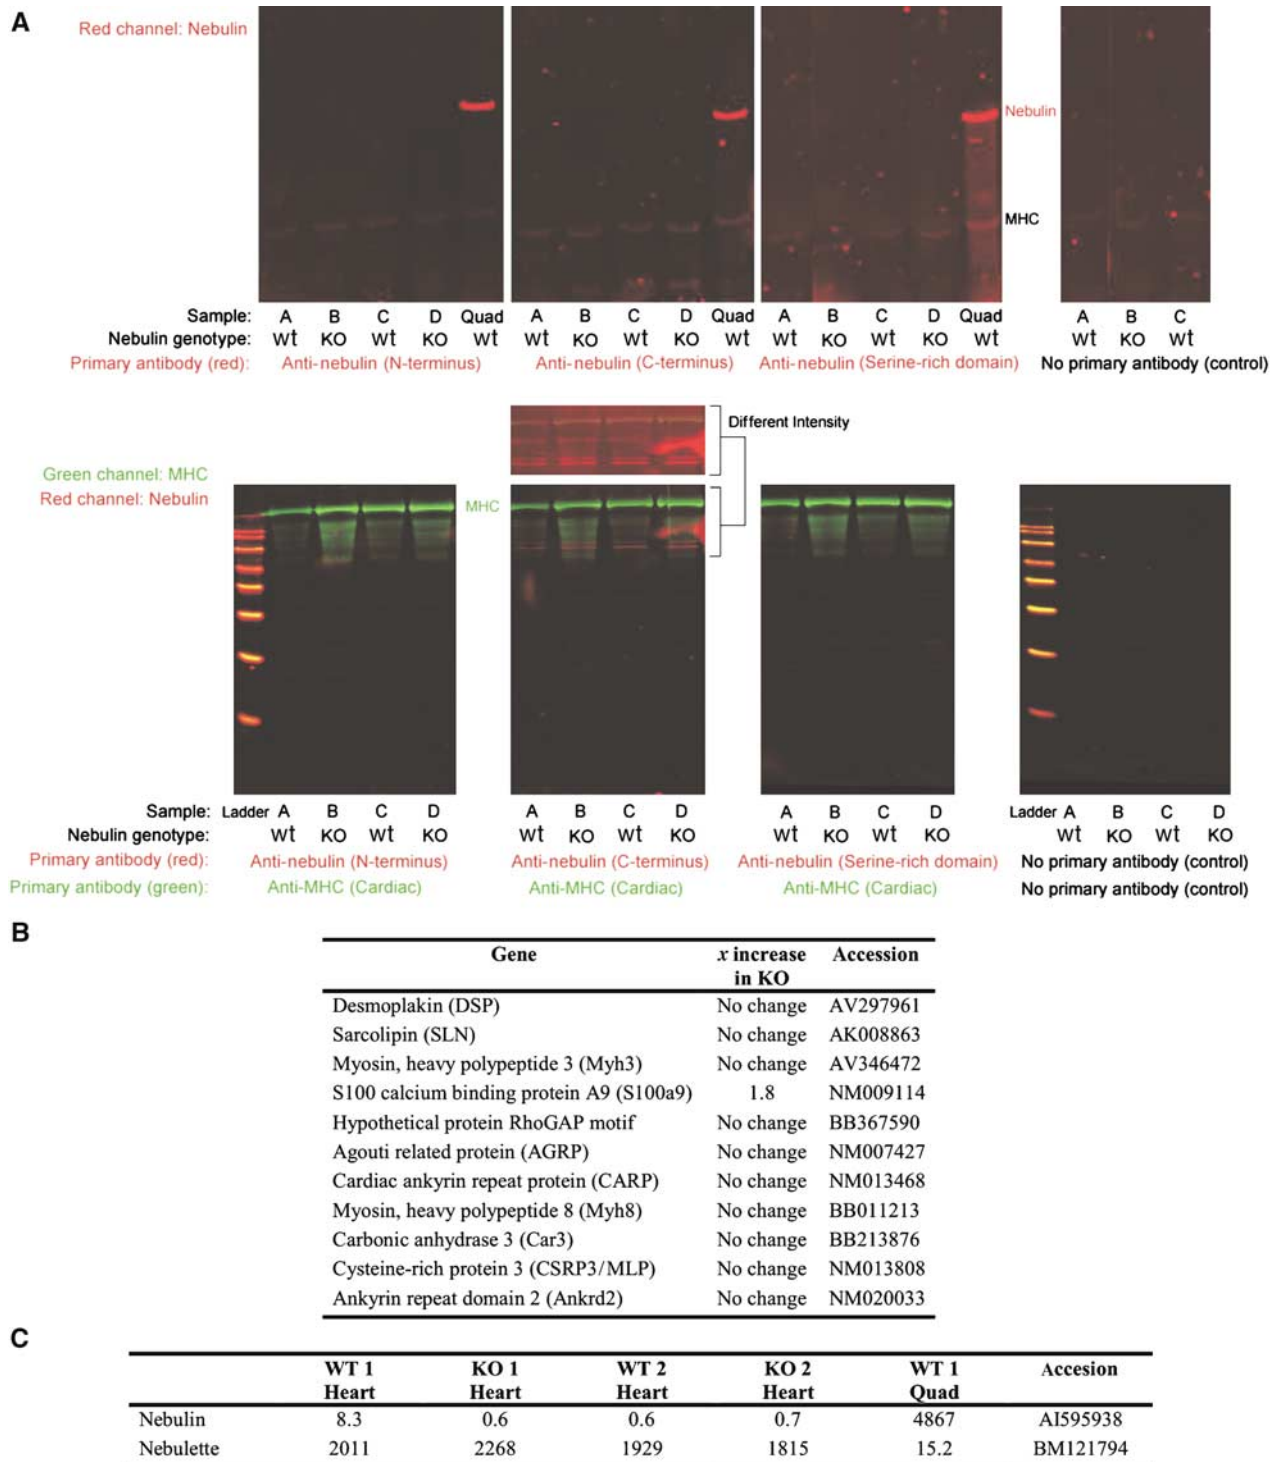 A
Red channel: Nebulin
Nebulin
MHC
Sample: A B C D Quad A B C D Quad A B C D Quad A B C
Nebulin genotype: Wt KO Wt KO Wt Wt KO Wt KO Wt Wt KO Wt KO Wt Wt KO Wt
Primary antibody (red): Anti-nebulin (N-terminus) Anti-nebulin (C-terminus) Anti-nebulin (Serine-rich domain) No primary antibody (control)
Different Intensity
Green channel: MHC
Red channel: Nebulin
MHC
Sample: Ladder A B C D A B C D A B C D Ladder A B C D
Nebulin genotype: Wt KO Wt KO Wt KO Wt KO Wt KO Wt KO Wt KO Wt KO
Primary antibody (red): Anti-nebulin (N-terminus) Anti-nebulin (C-terminus) Anti-nebulin (Serine-rich domain) No primary antibody (control)
Primary antibody (green): Anti-MHC (Cardiac) Anti-MHC (Cardiac) Anti-MHC (Cardiac) No primary antibody (control)
B
Gene x increase Accession
in KO
Desmoplakin (DSP) No change AV297961
Sarcolipin (SLN) No change AK008863
Myosin, heavy polypeptide 3 (Myh3) No change AV346472
S100 calcium binding protein A9 (S100a9) 1.8 NM009114
Hypothetical protein RhoGAP motif No change BB367590
Agouti related protein (AGRP) No change NM007427
Cardiac ankyrin repeat protein (CARP) No change NM013468
Myosin, heavy polypeptide 8 (Myh8) No change BB011213
Carbonic anhydrase 3 (Car3) No change BB213876
Cysteine-rich protein 3 (CSRP3/MLP) No change NM013808
Ankyrin repeat domain 2 (Ankrd2) No change NM020033
C
WT 1 KO 1 WT 2 KO 2 WT 1 Accesion
Heart Heart Heart Heart Quad
Nebulin 8.3 0.6 0.6 0.7 4867 AI595938
Nebulette 2011 2268 1929 1815 15.2 BM121794